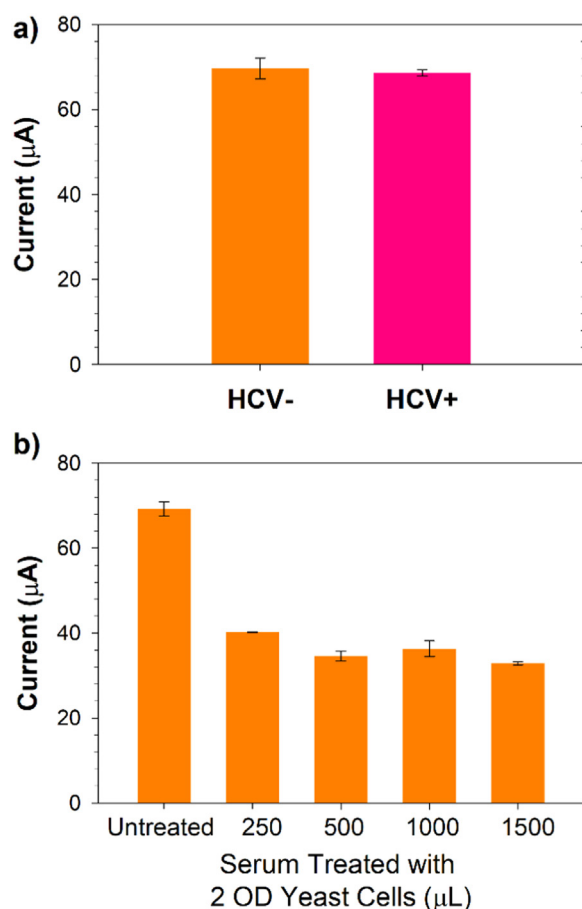 a)
80
60
40
20
0
Current (μA)
HCV- HCV+
b)
80
60
40
20
0
Current (μA)
Untreated 250 500 1000 1500
Serum Treated with
2 OD Yeast Cells (μL)